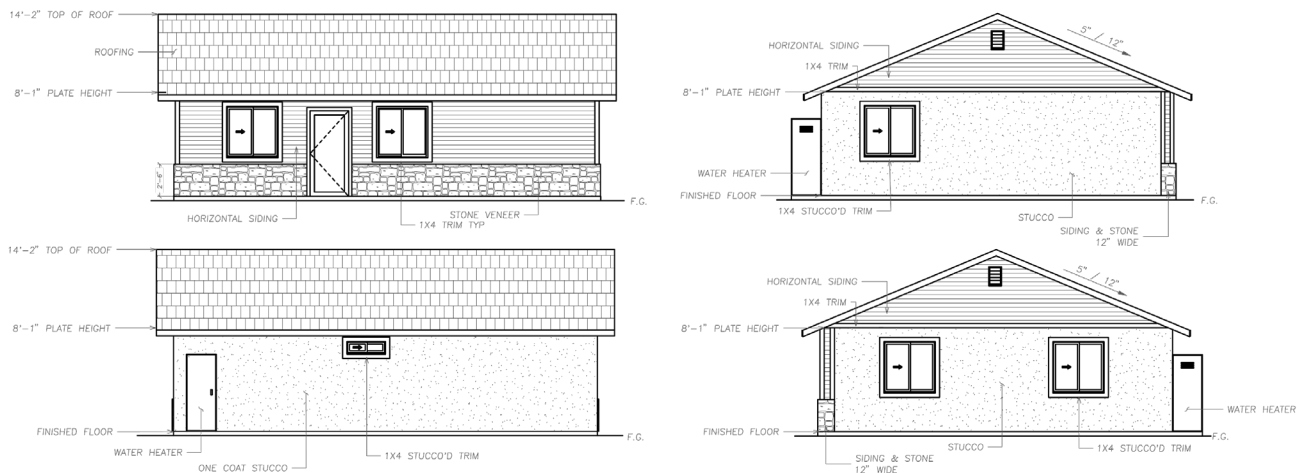 14'-2" TOP OF ROOF
ROOFING
8'-1" PLATE HEIGHT
2'-6"
F.G.
HORIZONTAL SIDING
STONE VENEER
1X4 TRIM TYP
5" / 12"
HORIZONTAL SIDING
1X4 TRIM
8'-1" PLATE HEIGHT
WATER HEATER
FINISHED FLOOR
F.G.
1X4 STUCCO'D TRIM
STUCCO
SIDING & STONE
12" WIDE
14'-2" TOP OF ROOF
8'-1" PLATE HEIGHT
FINISHED FLOOR
F.G.
WATER HEATER
1X4 STUCCO'D TRIM
ONE COAT STUCCO
5" / 12"
HORIZONTAL SIDING
1X4 TRIM
8'-1" PLATE HEIGHT
WATER HEATER
FINISHED FLOOR
F.G.
STUCCO
1X4 STUCCO'D TRIM
SIDING & STONE
12" WIDE